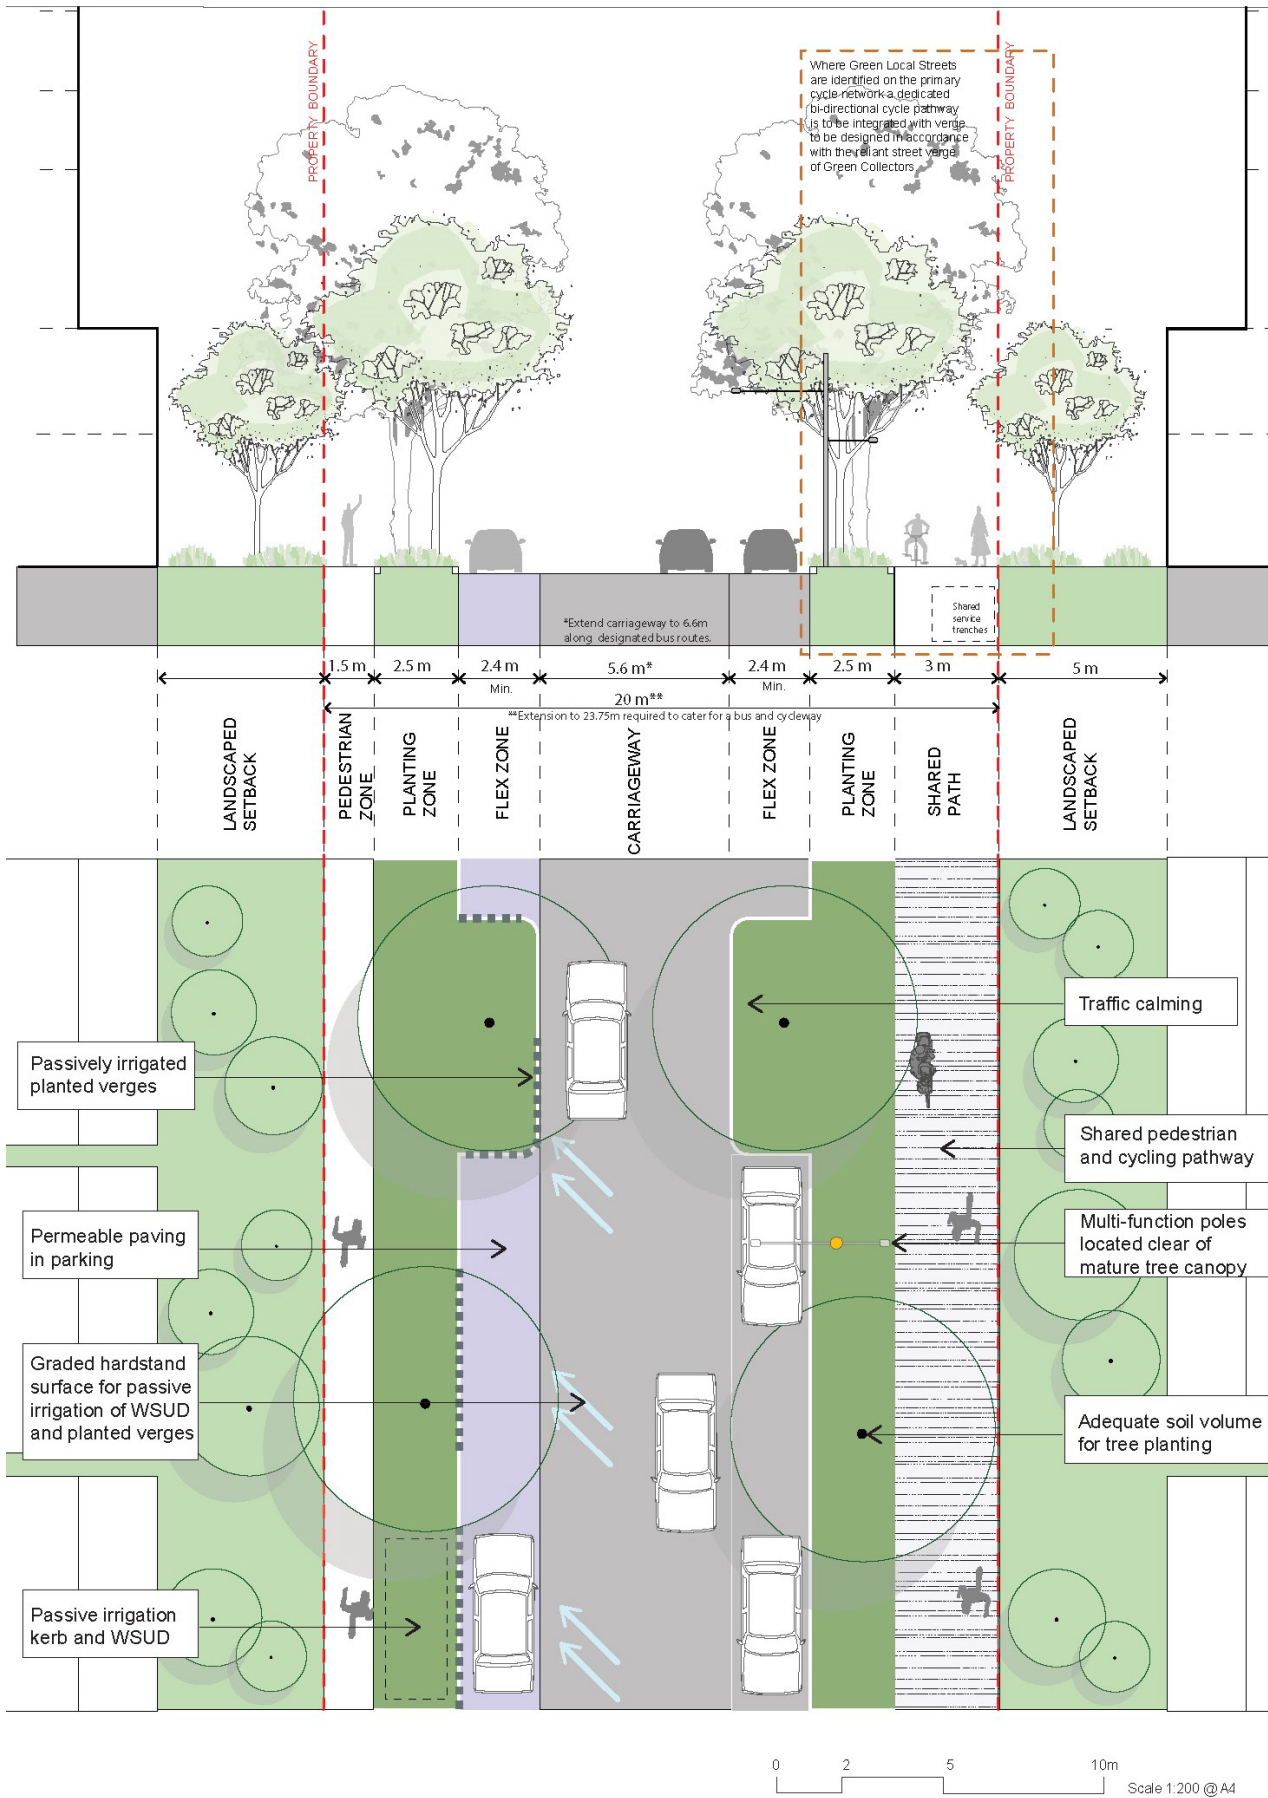 PROPERTY BOUNDARY
Where Green Local Streets
are identified on the primary
cycle network a dedicated
bi-directional cycle pathway
is to be integrated with verge
to be designed in accordance
with the reliant street verge
of Green Collectors
PROPERTY BOUNDARY
*Extend carriageway to 6.6m
along designated bus routes.
Shared
service
trenches
1.5 m
2.5 m
2.4 m
Min.
5.6 m*
2.4 m
Min.
2.5 m
3 m
5 m
20 m**
**Extension to 23.75m required to cater for a bus and cycleway
LANDSCAPED
SETBACK
PEDESTRIAN
ZONE
PLANTING
ZONE
FLEX ZONE
CARRIAGEWAY
FLEX ZONE
PLANTING
ZONE
SHARED
PATH
LANDSCAPED
SETBACK
Traffic calming
Passively irrigated
planted verges
Shared pedestrian
and cycling pathway
Permeable paving
in parking
Multi-function poles
located clear of
mature tree canopy
Graded hardstand
surface for passive
irrigation of WSUD
and planted verges
Adequate soil volume
for tree planting
Passive irrigation
kerb and WSUD
0 2 5 10m
Scale 1:200 @ A4